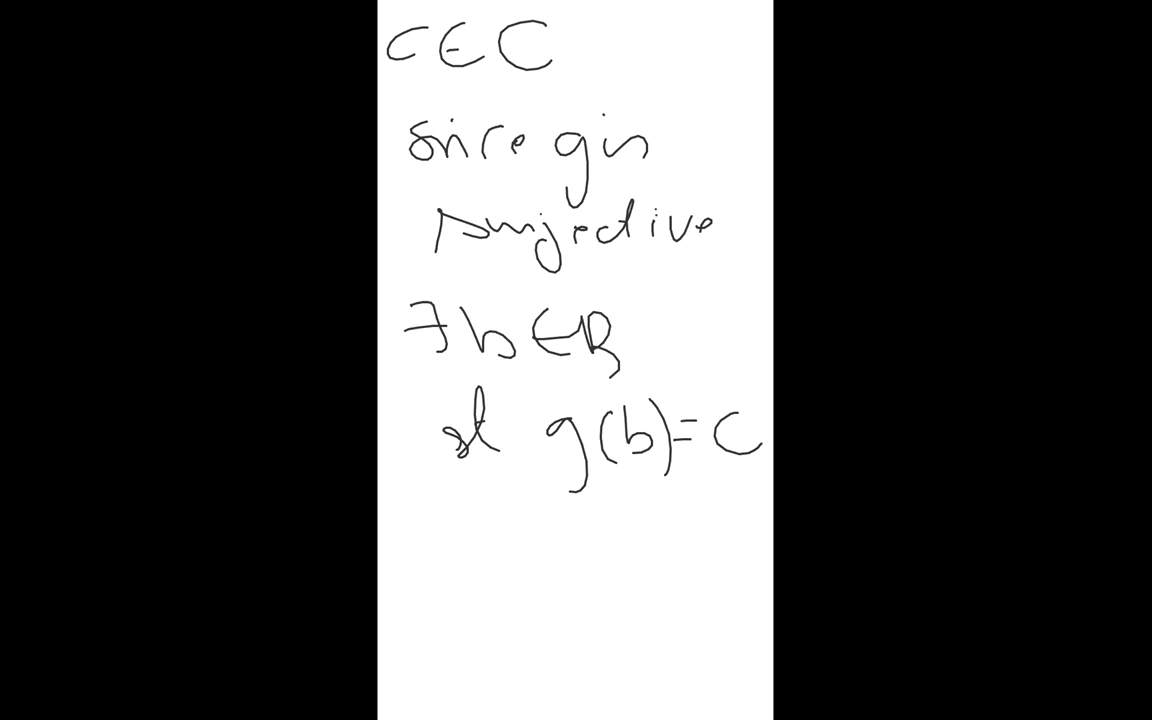 c ∈ C
since g is
surjective
∃ b ∈ B
st g(b) = c